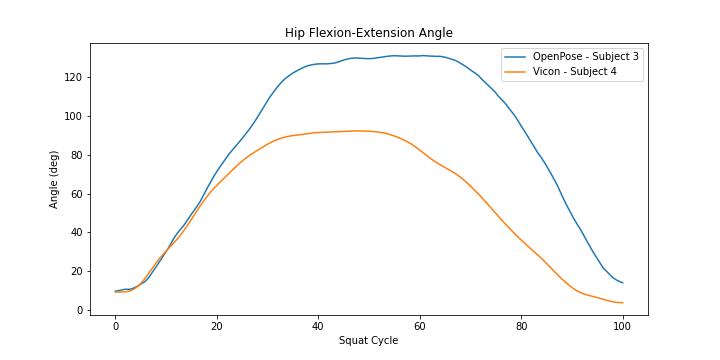 Hip Flexion-Extension Angle
OpenPose - Subject 3
Vicon - Subject 4
Angle (deg)
120
100
80
60
40
20
0
0 20 40 60 80 100
Squat Cycle